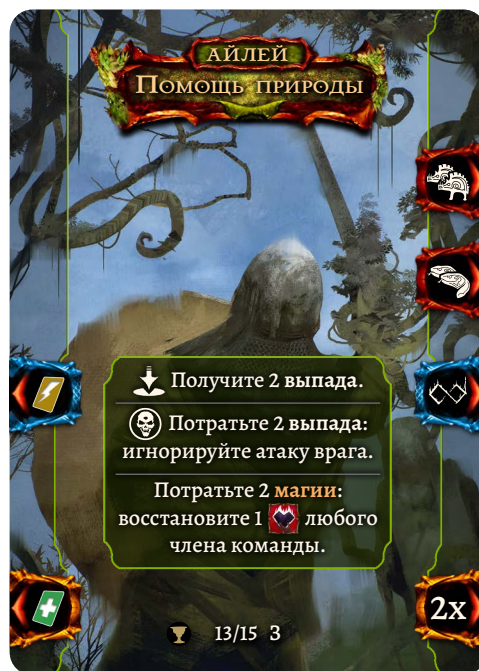 АЙЛЕЙ
Помощь природы
Получите 2 выпада.
Потратьте 2 выпада:
игнорируйте атаку врага.
Потратьте 2 магии:
восстановите 1 любого
члена команды.
2x
13/15 3